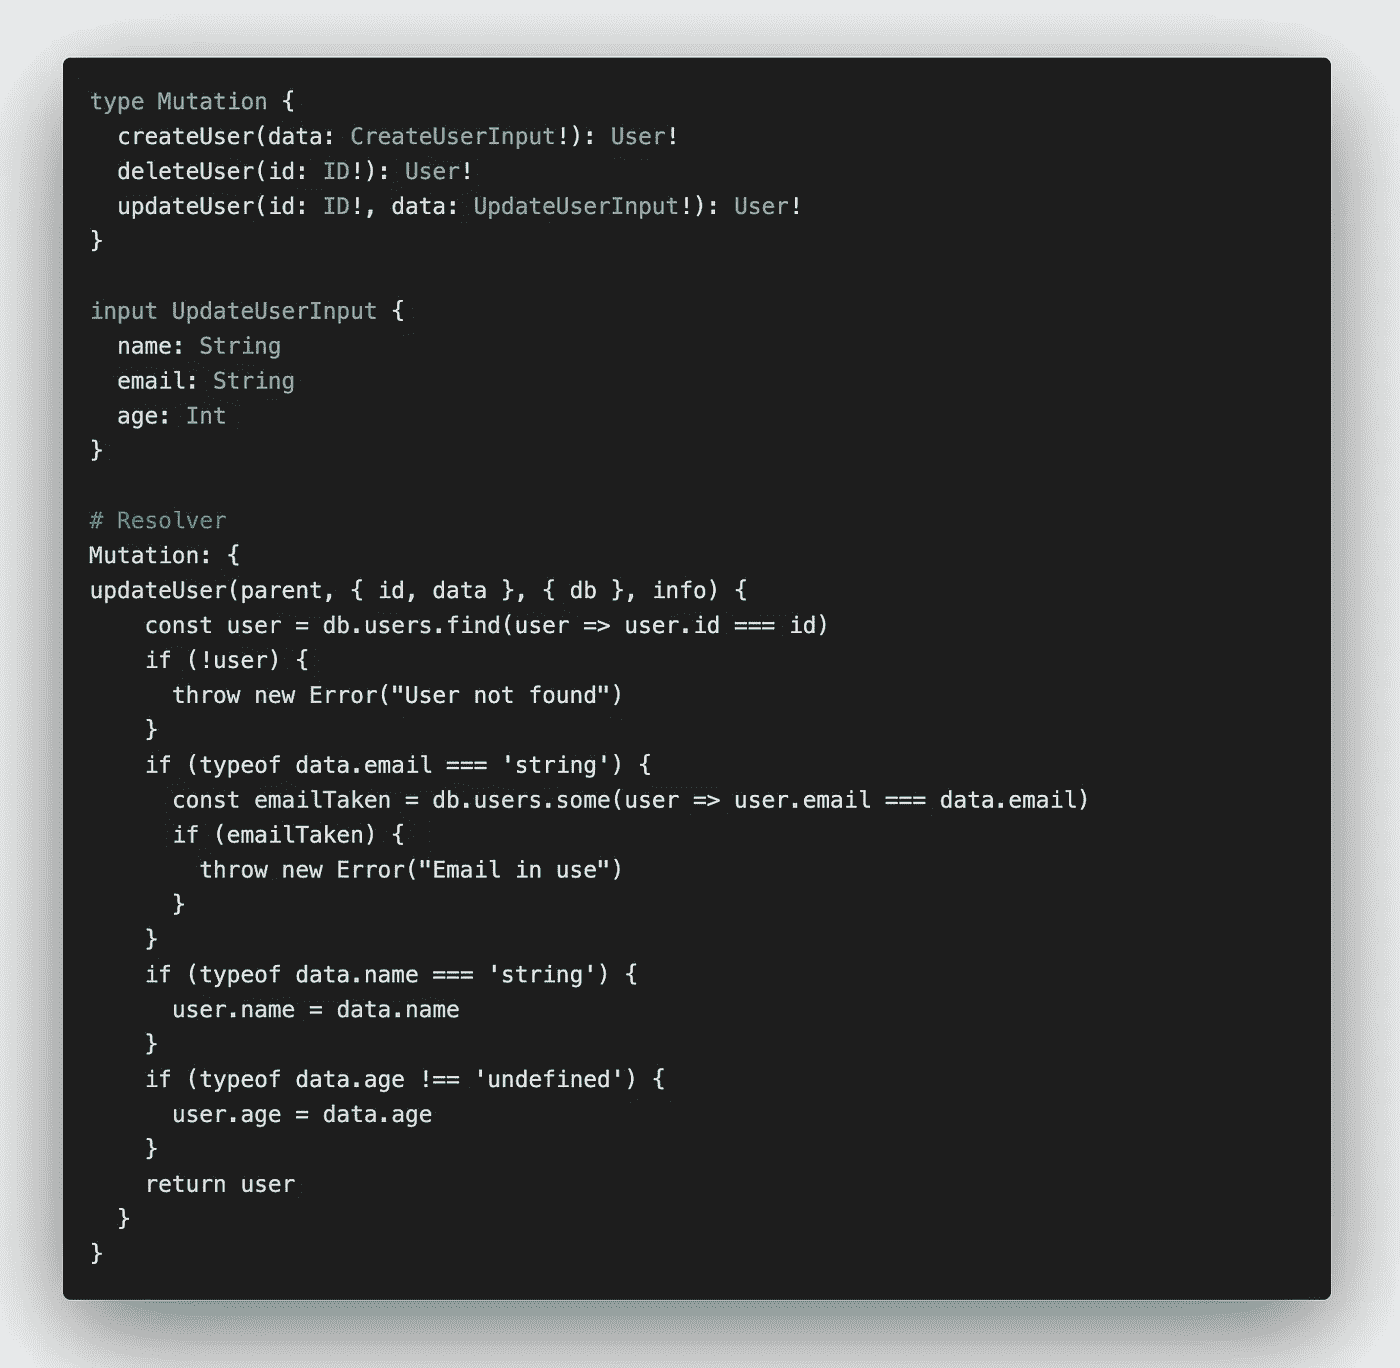 type Mutation {
  createUser(data: CreateUserInput!): User!
  deleteUser(id: ID!): User!
  updateUser(id: ID!, data: UpdateUserInput!): User!
}

input UpdateUserInput {
  name: String
  email: String
  age: Int
}

# Resolver
Mutation: {
updateUser(parent, { id, data }, { db }, info) {
    const user = db.users.find(user => user.id === id)
    if (!user) {
      throw new Error("User not found")
    }
    if (typeof data.email === 'string') {
      const emailTaken = db.users.some(user => user.email === data.email)
      if (emailTaken) {
        throw new Error("Email in use")
      }
    }
    if (typeof data.name === 'string') {
      user.name = data.name
    }
    if (typeof data.age !== 'undefined') {
      user.age = data.age
    }
    return user
  }
}